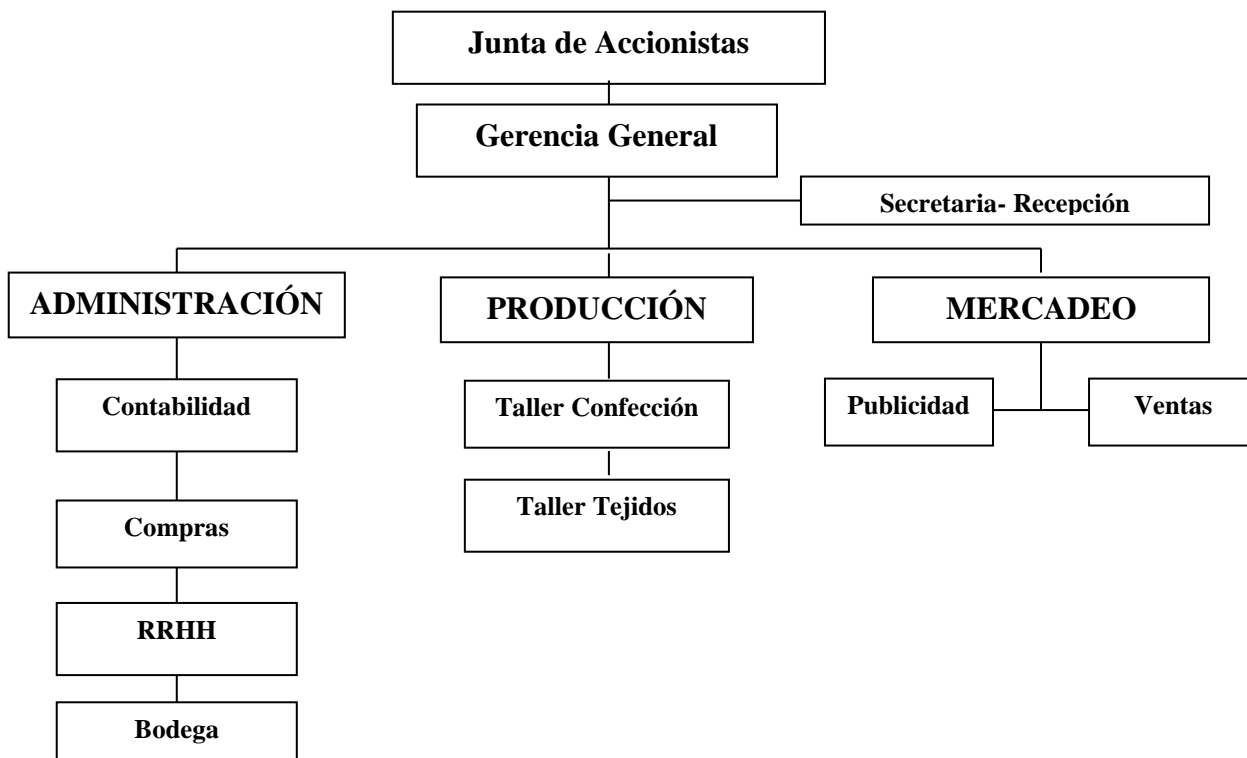 Junta de Accionistas
Gerencia General
Secretaria- Recepción
ADMINISTRACIÓN
PRODUCCIÓN
MERCADEO
Contabilidad
Taller Confección
Publicidad
Ventas
Compras
Taller Tejidos
RRHH
Bodega